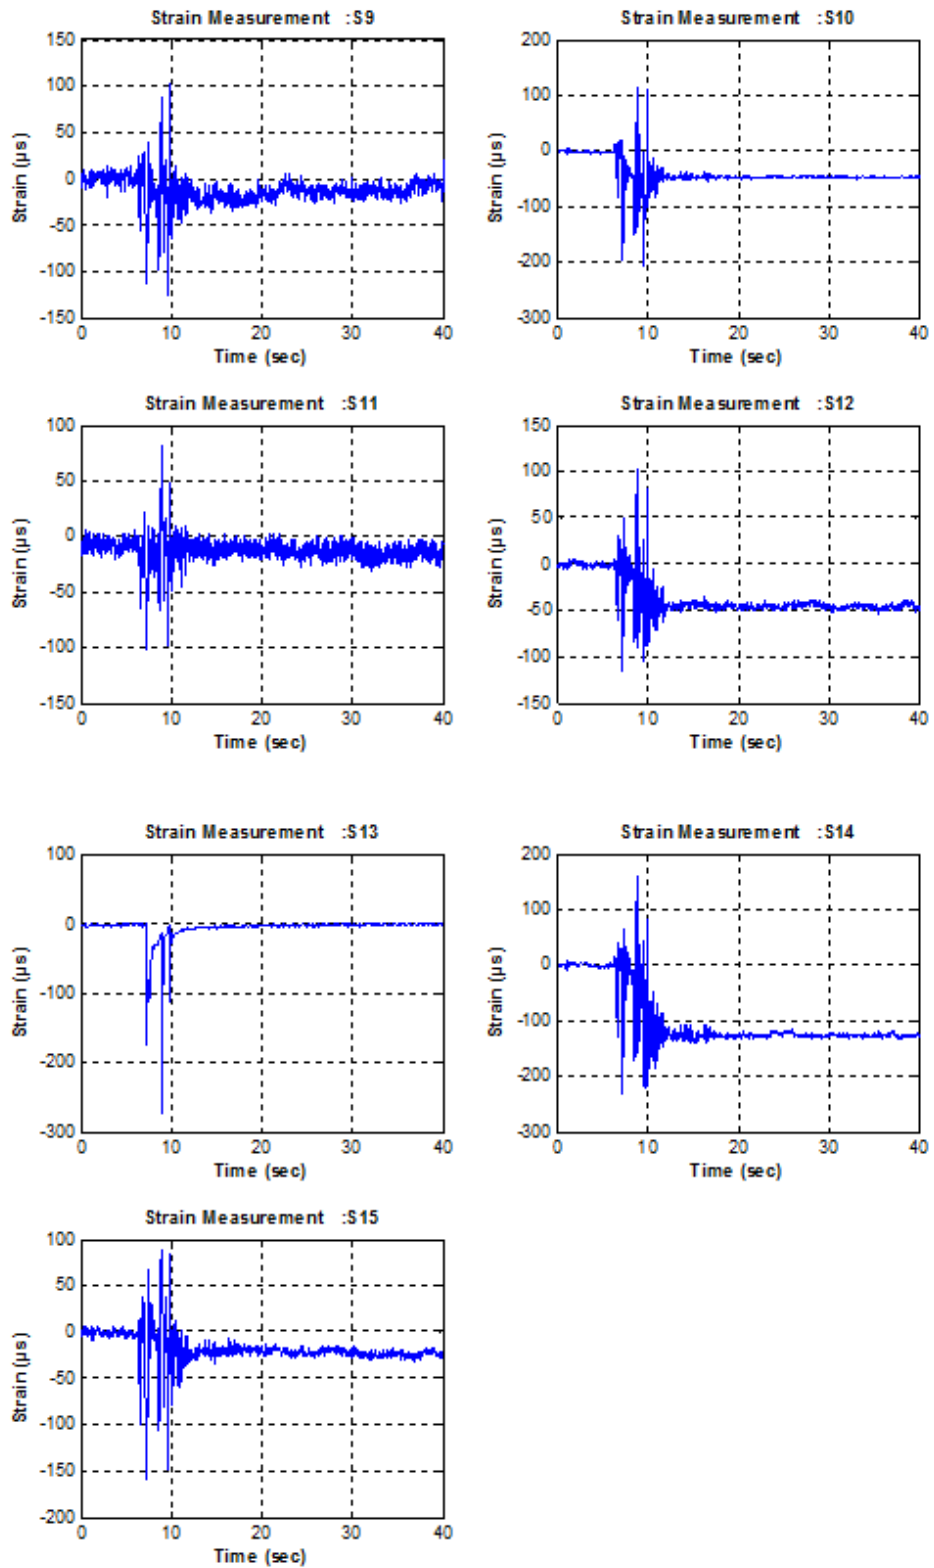 Strain Measurement :S9
150
100
50
0
-50
-100
-150
0 10 20 30 40
Strain (µs)
Time (sec)
Strain Measurement :S10
200
100
0
-100
-200
-300
0 10 20 30 40
Strain (µs)
Time (sec)
Strain Measurement :S11
100
50
0
-50
-100
-150
0 10 20 30 40
Strain (µs)
Time (sec)
Strain Measurement :S12
150
100
50
0
-50
-100
-150
0 10 20 30 40
Strain (µs)
Time (sec)
Strain Measurement :S13
100
0
-100
-200
-300
0 10 20 30 40
Strain (µs)
Time (sec)
Strain Measurement :S14
200
100
0
-100
-200
-300
0 10 20 30 40
Strain (µs)
Time (sec)
Strain Measurement :S15
100
50
0
-50
-100
-150
-200
0 10 20 30 40
Strain (µs)
Time (sec)